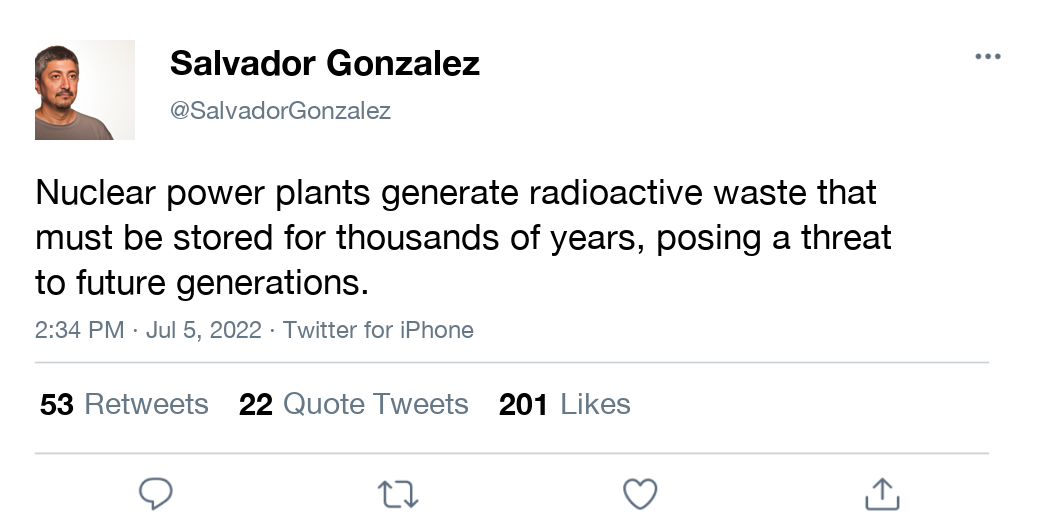 Salvador Gonzalez
@SalvadorGonzalez
Nuclear power plants generate radioactive waste that
must be stored for thousands of years, posing a threat
to future generations.
2:34 PM · Jul 5, 2022 · Twitter for iPhone
53 Retweets 22 Quote Tweets 201 Likes